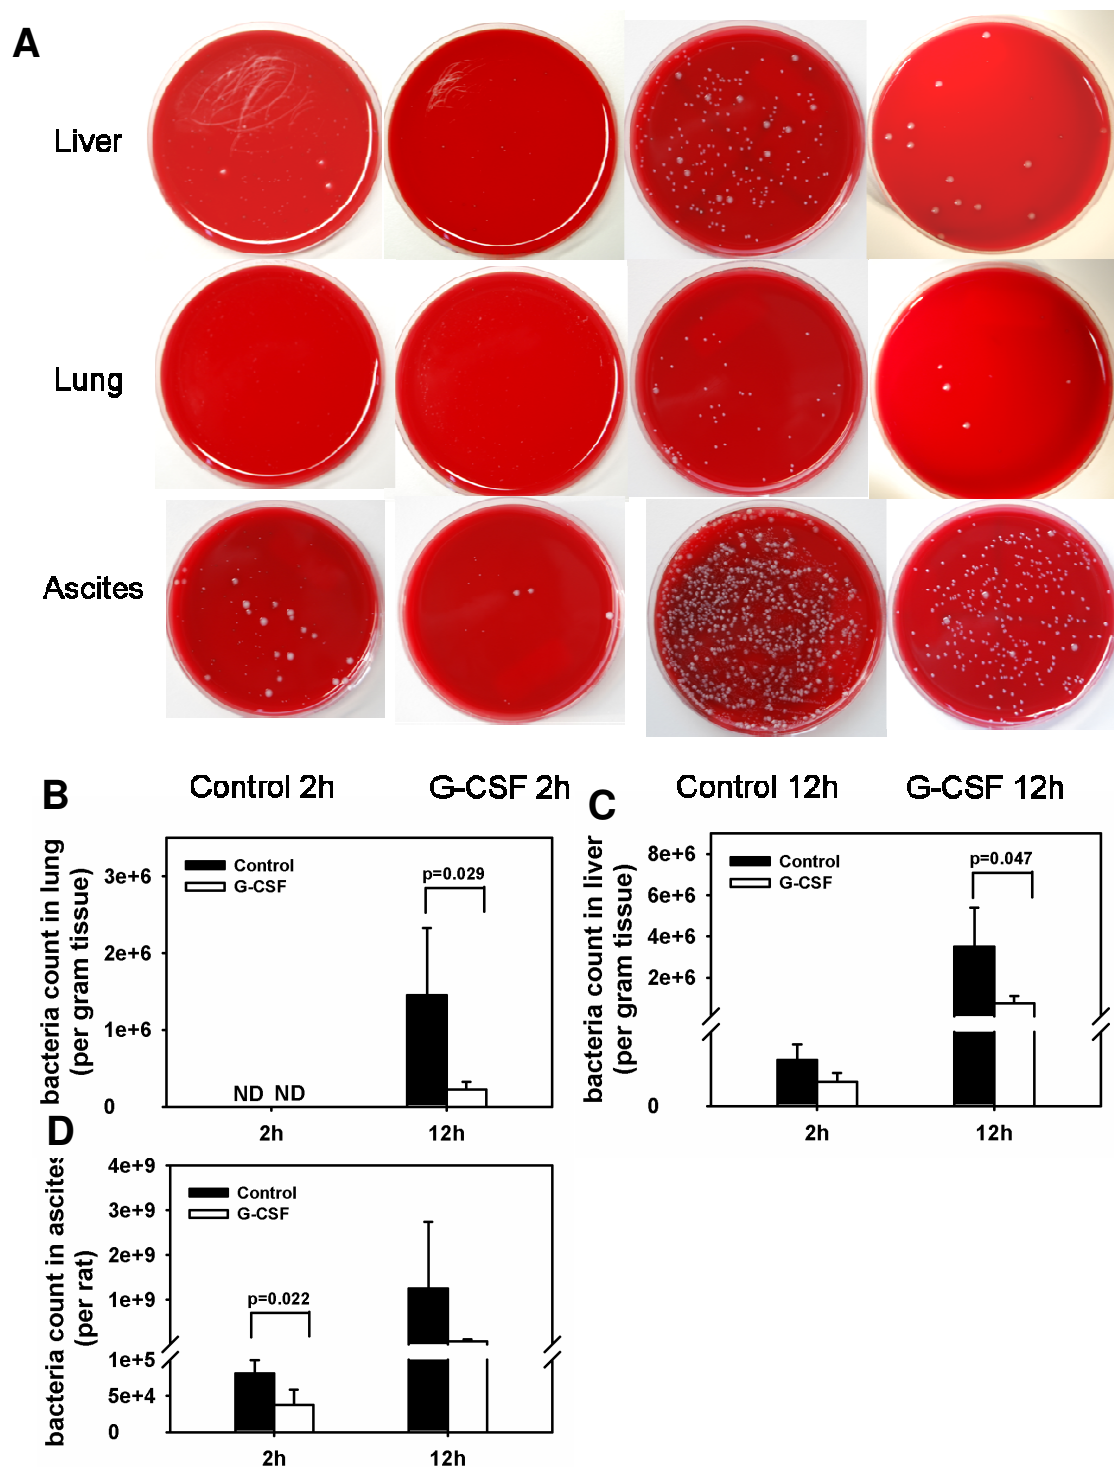 A
Liver
Lung
Ascites
Control 2h
G-CSF 2h
Control 12h
G-CSF 12h
B
bacteria count in lung
(per gram tissue)
3e+6
2e+6
1e+6
0
Control
G-CSF
p=0.029
ND ND
2h
12h
C
bacteria count in liver
(per gram tissue)
8e+6
6e+6
4e+6
2e+6
0
Control
G-CSF
p=0.047
2h
12h
D
bacteria count in ascites
(per rat)
4e+9
3e+9
2e+9
1e+9
1e+5
5e+4
0
Control
G-CSF
p=0.022
2h
12h